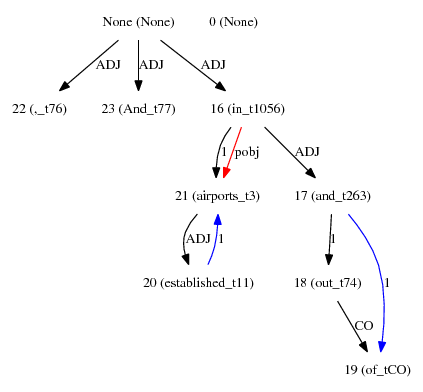 None (None) 0 (None)
ADJ ADJ ADJ
22 (,_t76) 23 (And_t77) 16 (in_t1056)
1 pobj ADJ
21 (airports_t3) 17 (and_t263)
ADJ 1 1
20 (established_t11) 18 (out_t74) 1
CO
19 (of_tCO)